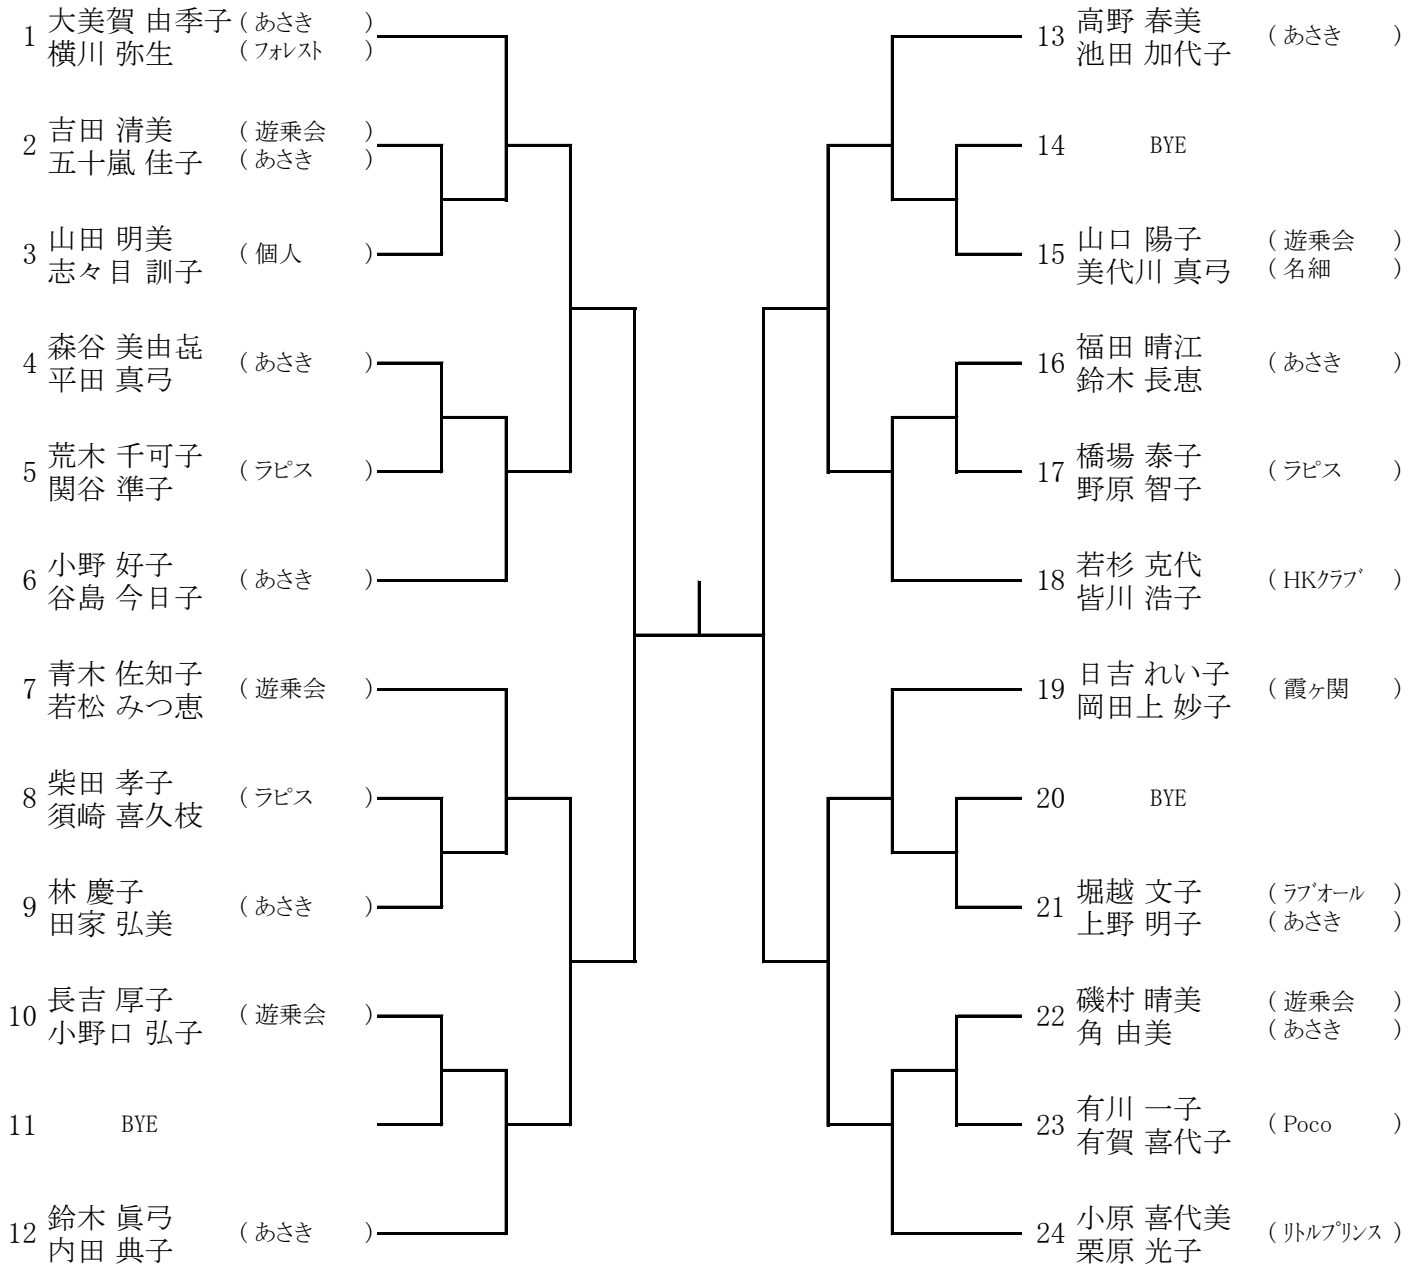 1 大美賀 由季子 ( あさき )
横川 弥生 ( フォレスト )
2 吉田 清美 ( 遊乗会 )
五十嵐 佳子 ( あさき )
3 山田 明美 ( 個人 )
志々目 訓子
4 森谷 美由㐂 ( あさき )
平田 真弓
5 荒木 千可子 ( ラピス )
関谷 準子
6 小野 好子 ( あさき )
谷島 今日子
7 青木 佐知子 ( 遊乗会 )
若松 みつ恵
8 柴田 孝子 ( ラピス )
須崎 喜久枝
9 林 慶子 ( あさき )
田家 弘美
10 長吉 厚子 ( 遊乗会 )
小野口 弘子
11 BYE
12 鈴木 眞弓 ( あさき )
内田 典子
13 高野 春美 ( あさき )
池田 加代子
14 BYE
15 山口 陽子 ( 遊乗会 )
美代川 真弓 ( 名細 )
16 福田 晴江 ( あさき )
鈴木 長恵
17 橋場 泰子 ( ラピス )
野原 智子
18 若杉 克代 ( HKクラブ )
皆川 浩子
19 日吉 れい子 ( 霞ヶ関 )
岡田上 妙子
20 BYE
21 堀越 文子 ( ラブオール )
上野 明子 ( あさき )
22 磯村 晴美 ( 遊乗会 )
角 由美 ( あさき )
23 有川 一子 ( Poco )
有賀 喜代子
24 小原 喜代美 ( リトルプリンス )
栗原 光子